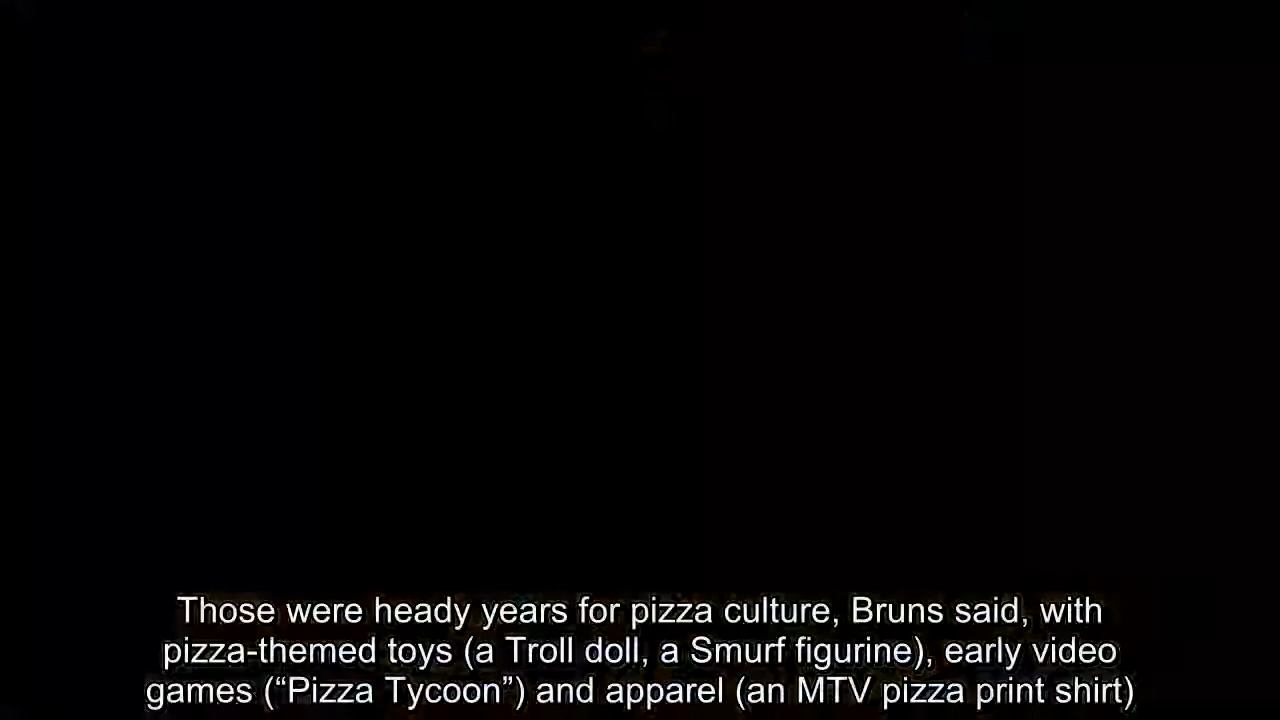 Those were heady years for pizza culture, Bruns said, with
pizza-themed toys (a Troll doll, a Smurf figurine), early video
games (“Pizza Tycoon”) and apparel (an MTV pizza print shirt)